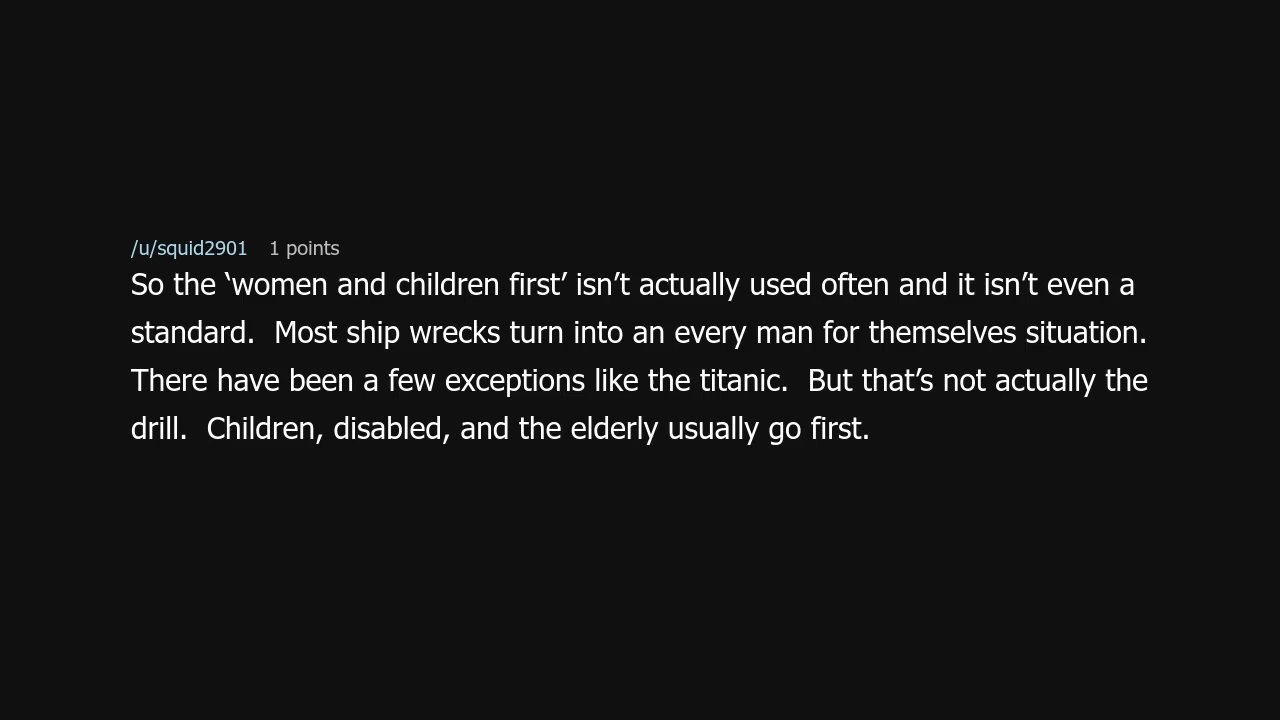 /u/squid2901 1 points
So the ‘women and children first’ isn’t actually used often and it isn’t even a
standard.  Most ship wrecks turn into an every man for themselves situation.
There have been a few exceptions like the titanic.  But that’s not actually the
drill.  Children, disabled, and the elderly usually go first.